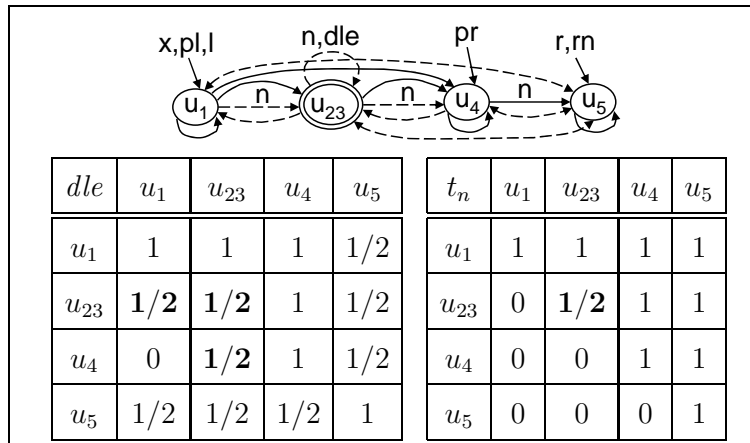 x,pl,l n,dle pr r,rn
n n n
u₁ u₂₃ u₄ u₅
dle u₁ u₂₃ u₄ u₅ tₙ u₁ u₂₃ u₄ u₅
u₁ 1 1 1 1/2 u₁ 1 1 1 1
u₂₃ 1/2 1/2 1 1/2 u₂₃ 0 1/2 1 1
u₄ 0 1/2 1 1/2 u₄ 0 0 1 1
u₅ 1/2 1/2 1/2 1 u₅ 0 0 0 1